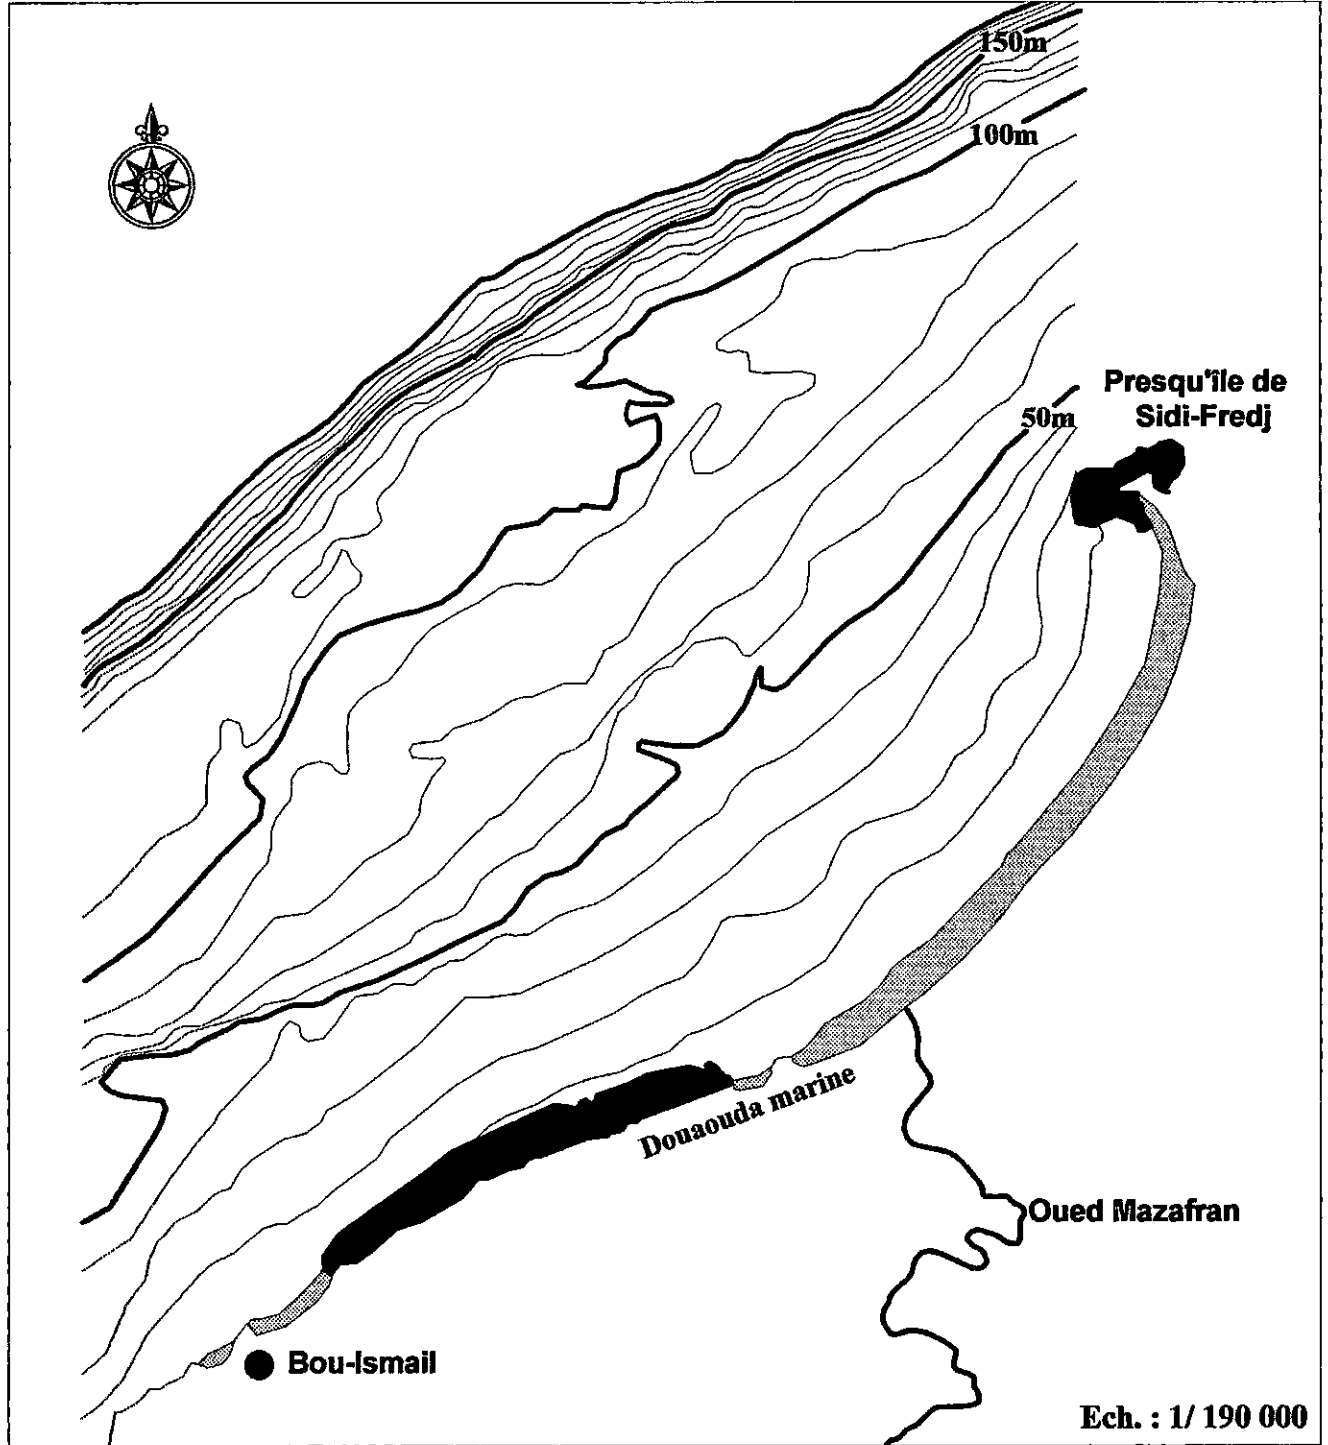 150m
100m
Presqu'île de
Sidi-Fredj
50m
Douaouda marine
Oued Mazafran
Bou-Ismail
Ech. : 1/ 190 000